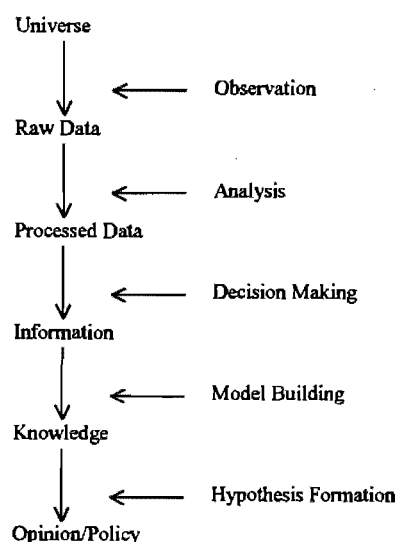 Universe
Observation
Raw Data
Analysis
Processed Data
Decision Making
Information
Model Building
Knowledge
Hypothesis Formation
Opinion/Policy